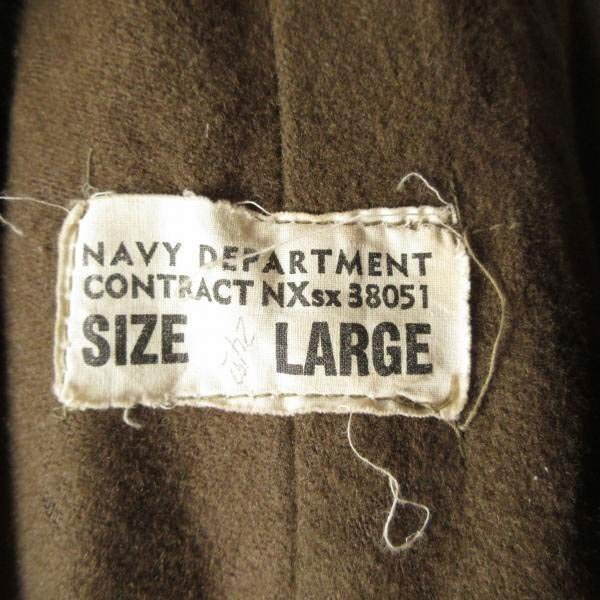 NAVY DEPARTMENT
CONTRACT NXsx 38051
SIZE LARGE